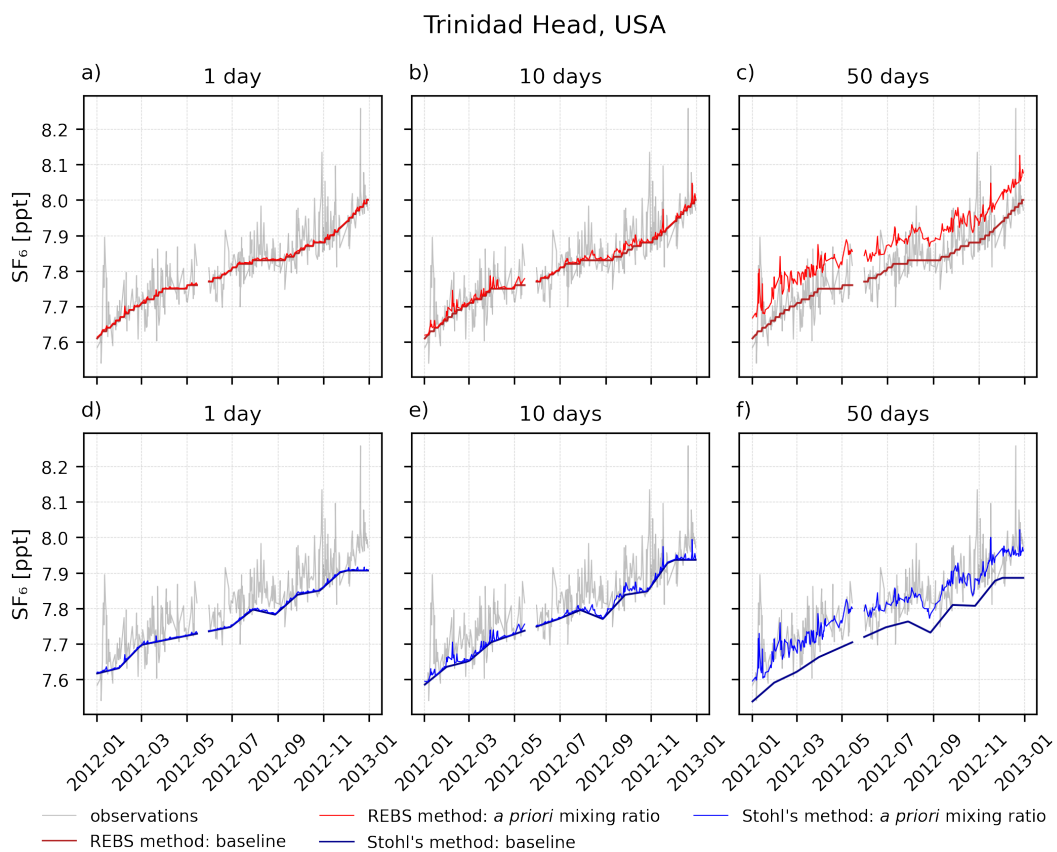 Trinidad Head, USA
a) 1 day
b) 10 days
c) 50 days
SF₆ [ppt]
8.2
8.1
8.0
7.9
7.8
7.7
7.6
d) 1 day
e) 10 days
f) 50 days
SF₆ [ppt]
8.2
8.1
8.0
7.9
7.8
7.7
7.6
2012-01 2012-03 2012-05 2012-07 2012-09 2012-11 2013-01
2012-01 2012-03 2012-05 2012-07 2012-09 2012-11 2013-01
2012-01 2012-03 2012-05 2012-07 2012-09 2012-11 2013-01
observations
REBS method: baseline
REBS method: a priori mixing ratio
Stohl's method: baseline
Stohl's method: a priori mixing ratio